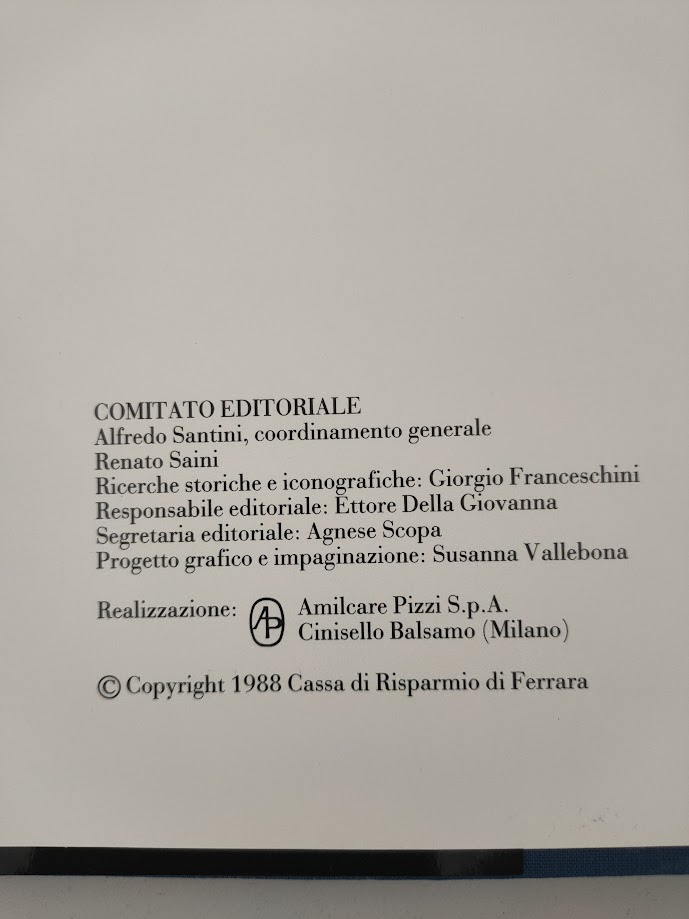 COMITATO EDITORIALE
Alfredo Santini, coordinamento generale
Renato Saini
Ricerche storiche e iconografiche: Giorgio Franceschini
Responsabile editoriale: Ettore Della Giovanna
Segretaria editoriale: Agnese Scopa
Progetto grafico e impaginazione: Susanna Vallebona
Realizzazione: AP Amilcare Pizzi S.p.A.
Cinisello Balsamo (Milano)
© Copyright 1988 Cassa di Risparmio di Ferrara